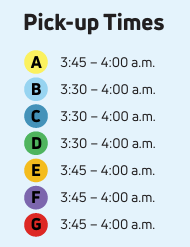 Pick-up Times
A 3:45 – 4:00 a.m.
B 3:30 – 4:00 a.m.
C 3:30 – 4:00 a.m.
D 3:30 – 4:00 a.m.
E 3:45 – 4:00 a.m.
F 3:45 – 4:00 a.m.
G 3:45 – 4:00 a.m.